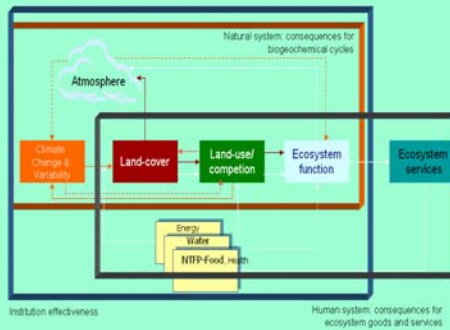 Natural system: consequences for
biogeochemical cycles
Atmosphere
Climate
Change &
Variability
Land-cover
Land-use/
competion
Ecosystem
function
Ecosystem
services
Energy
Water
NTFP-Food, Health
Institution effectiveness
Human system: consequences for
ecosystem goods and services